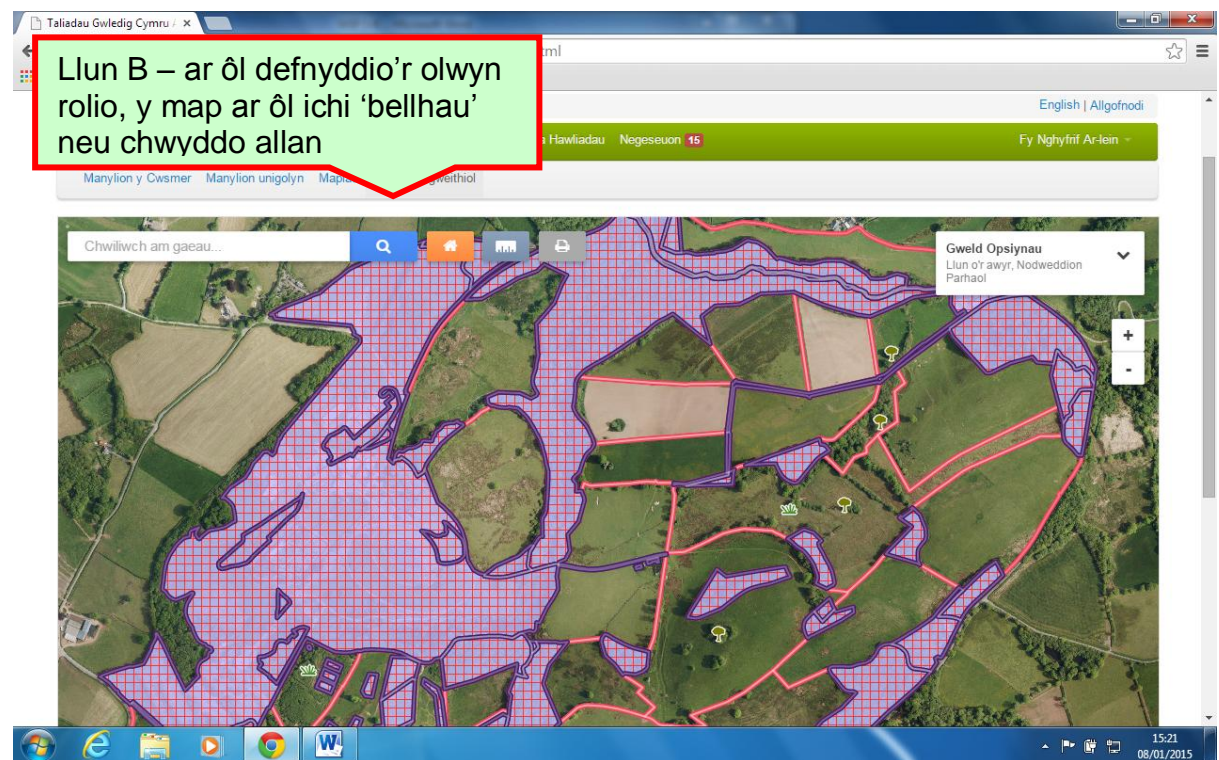 Taliadau Gwledig Cymru /
Llun B – ar ôl defnyddio'r olwyn
rolio, y map ar ôl ichi 'bellhau'
neu chwyddo allan
English | Allgofnodi
Hawliadau Negeseuon 15
Fy Nghyfrif Ar-lein
Manylion y Cwsmer Manylion unigolyn
Chwiliwch am gaeau...
Gweld Opsiynau
Llun o'r awyr, Nodweddion
Parhaol
+
-
15:21
08/01/2015